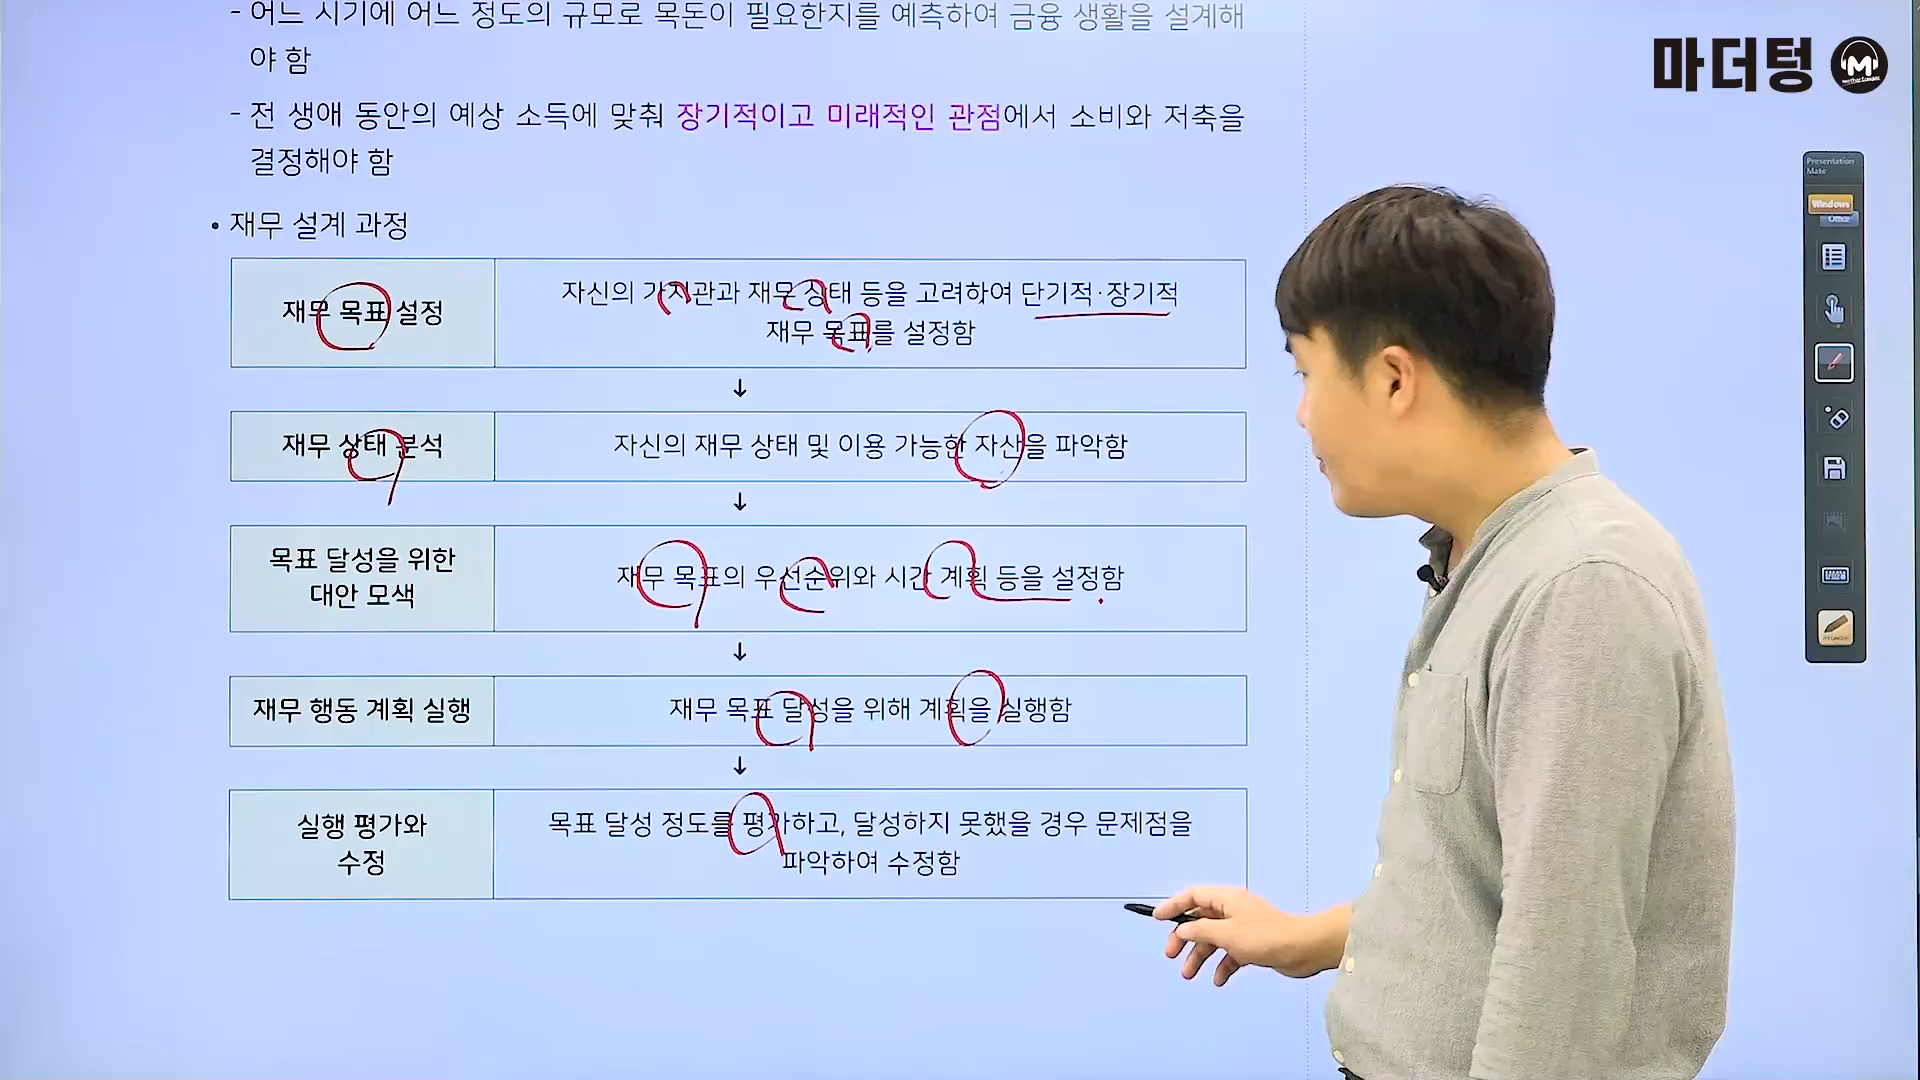 - 어느 시기에 어느 정도의 규모로 목돈이 필요한지를 예측하여 금융 생활을 설계해
야 함
마더텅
- 전 생애 동안의 예상 소득에 맞춰 장기적이고 미래적인 관점에서 소비와 저축을
결정해야 함
Presentation
Mate
Windows
Office
• 재무 설계 과정
재무 목표 설정
자신의 가치관과 재무 상태 등을 고려하여 단기적·장기적
재무 목표를 설정함
↓
재무 상태 분석
자신의 재무 상태 및 이용 가능한 자산을 파악함
↓
목표 달성을 위한
대안 모색
재무 목표의 우선순위와 시간 계획 등을 설정함
↓
재무 행동 계획 실행
재무 목표 달성을 위해 계획을 실행함
↓
실행 평가와
수정
목표 달성 정도를 평가하고, 달성하지 못했을 경우 문제점을
파악하여 수정함